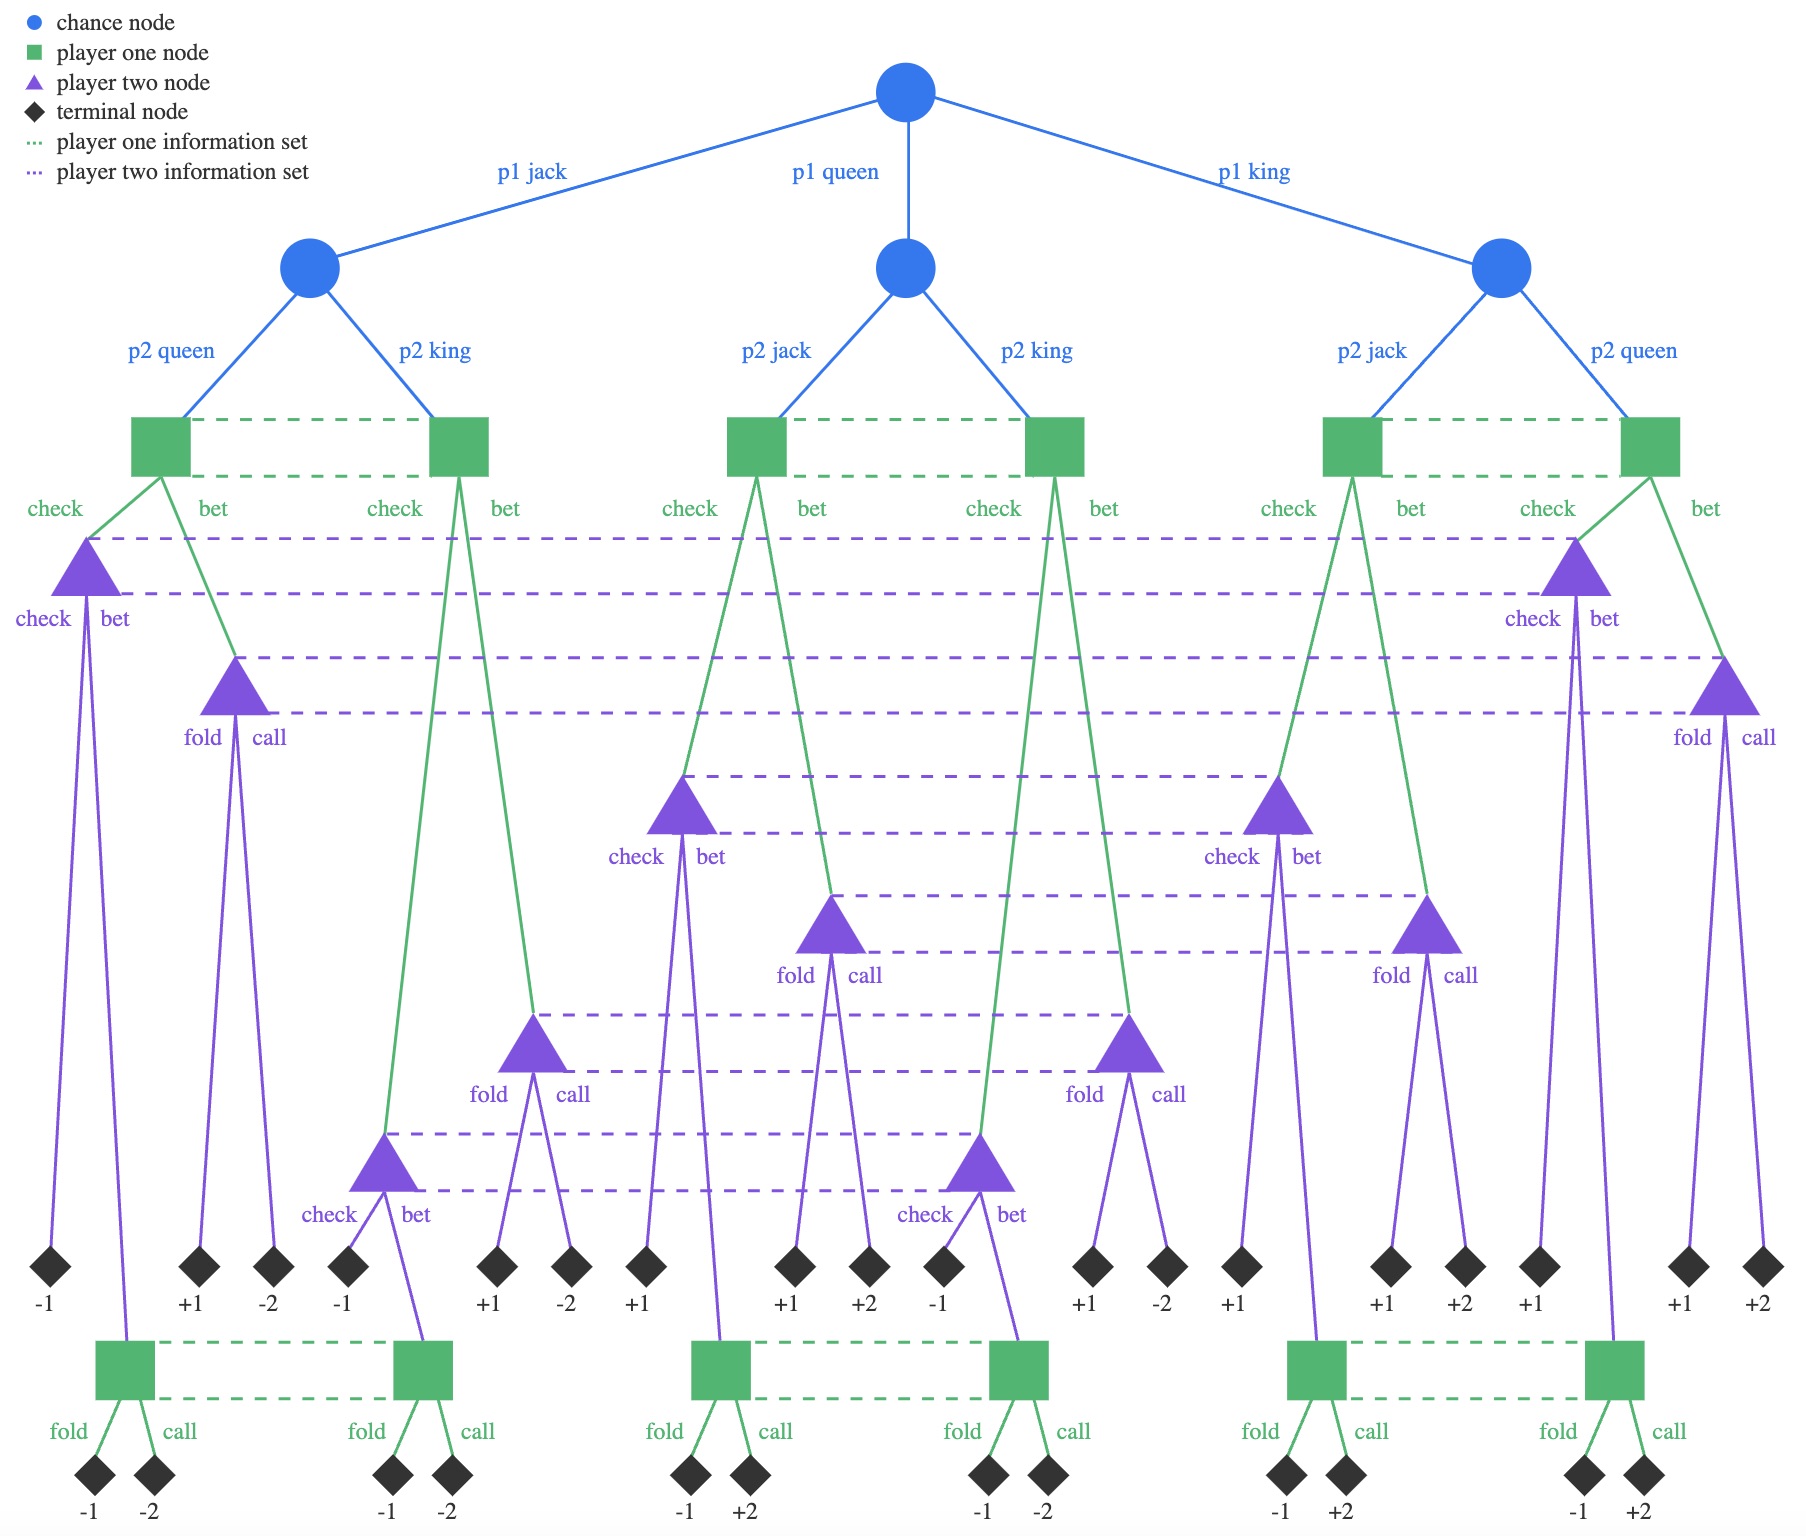 chance node
player one node
player two node
terminal node
player one information set
player two information set
p1 jack p1 queen p1 king
p2 queen p2 king p2 jack p2 king p2 jack p2 queen
check bet check bet check bet check bet check bet check bet
check bet check bet
fold call fold call
check bet check bet
fold call fold call
fold call fold call
check bet check bet
-1 +1 -2 -1 +1 -2 +1 +1 +2 -1 +1 -2 +1 +1 +2 +1 +1 +2
fold call fold call fold call fold call fold call fold call
-1 -2 -1 -2 -1 +2 -1 -2 -1 +2 -1 +2